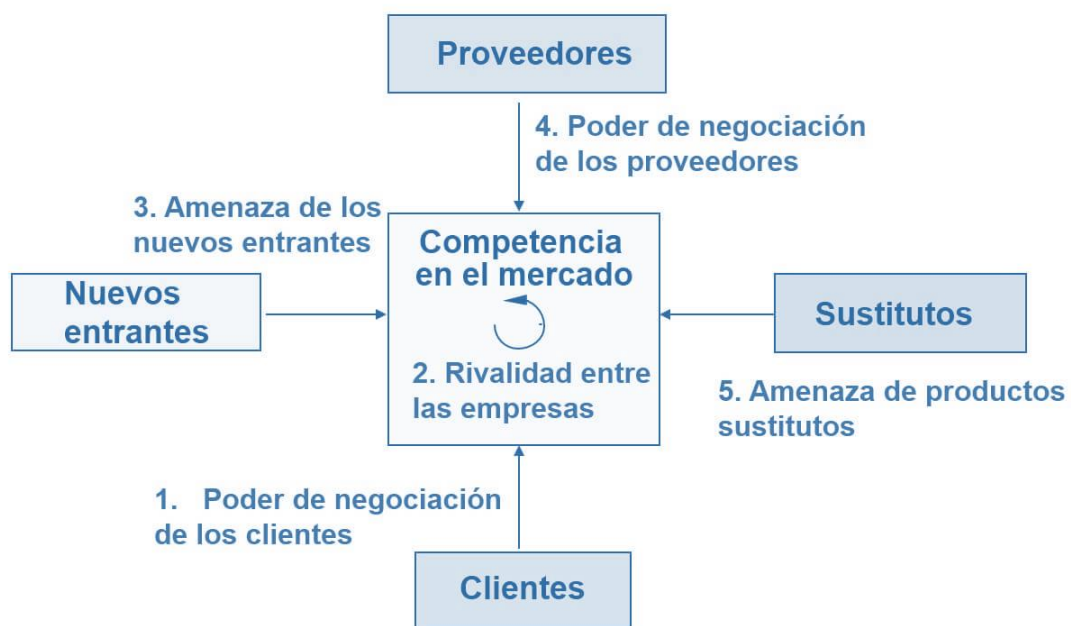 Proveedores
4. Poder de negociación
de los proveedores
3. Amenaza de los
nuevos entrantes
Competencia
en el mercado
Nuevos
entrantes
Sustitutos
2. Rivalidad entre
las empresas
5. Amenaza de productos
sustitutos
1. Poder de negociación
de los clientes
Clientes